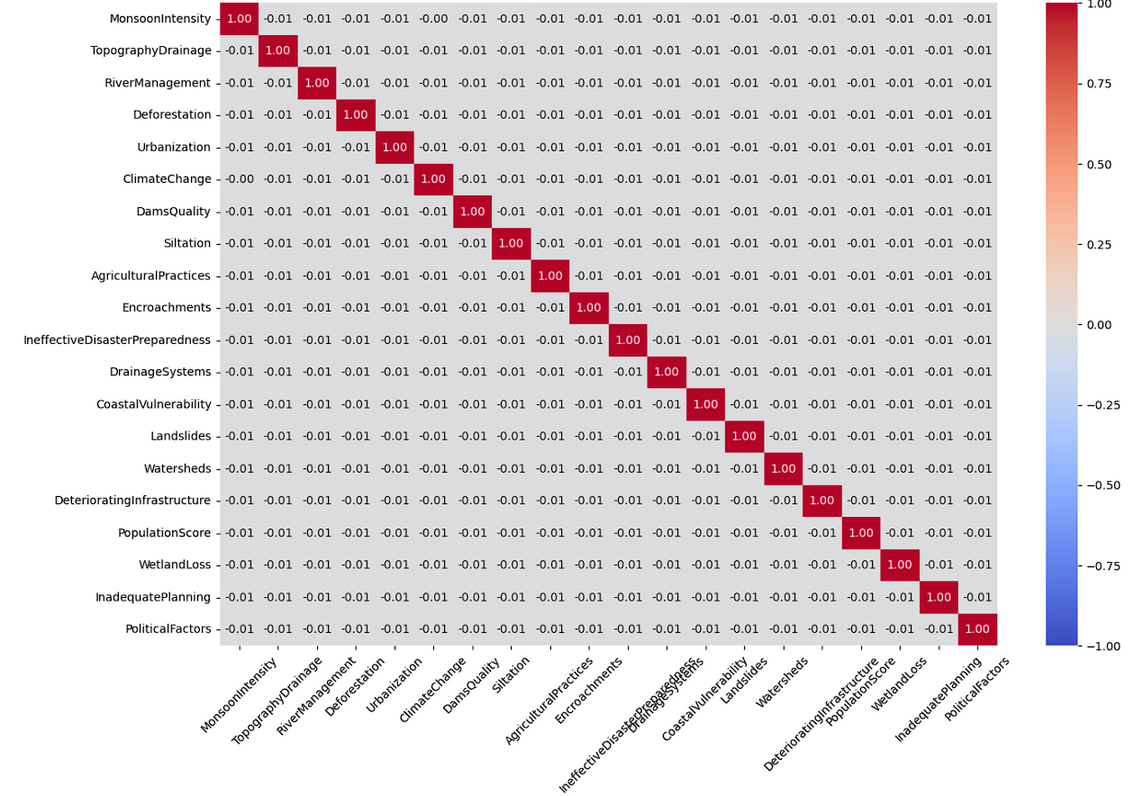 MonsoonIntensity 1.00 -0.01 -0.01 -0.01 -0.01 -0.00 -0.01 -0.01 -0.01 -0.01 -0.01 -0.01 -0.01 -0.01 -0.01 -0.01 -0.01 -0.01 -0.01 -0.01 1.00
TopographyDrainage -0.01 1.00 -0.01 -0.01 -0.01 -0.01 -0.01 -0.01 -0.01 -0.01 -0.01 -0.01 -0.01 -0.01 -0.01 -0.01 -0.01 -0.01 -0.01 -0.01
RiverManagement -0.01 -0.01 1.00 -0.01 -0.01 -0.01 -0.01 -0.01 -0.01 -0.01 -0.01 -0.01 -0.01 -0.01 -0.01 -0.01 -0.01 -0.01 -0.01 -0.01 0.75
Deforestation -0.01 -0.01 -0.01 1.00 -0.01 -0.01 -0.01 -0.01 -0.01 -0.01 -0.01 -0.01 -0.01 -0.01 -0.01 -0.01 -0.01 -0.01 -0.01 -0.01
Urbanization -0.01 -0.01 -0.01 -0.01 1.00 -0.01 -0.01 -0.01 -0.01 -0.01 -0.01 -0.01 -0.01 -0.01 -0.01 -0.01 -0.01 -0.01 -0.01 -0.01 0.50
ClimateChange -0.00 -0.01 -0.01 -0.01 -0.01 1.00 -0.01 -0.01 -0.01 -0.01 -0.01 -0.01 -0.01 -0.01 -0.01 -0.01 -0.01 -0.01 -0.01 -0.01
DamsQuality -0.01 -0.01 -0.01 -0.01 -0.01 -0.01 1.00 -0.01 -0.01 -0.01 -0.01 -0.01 -0.01 -0.01 -0.01 -0.01 -0.01 -0.01 -0.01 -0.01
Siltation -0.01 -0.01 -0.01 -0.01 -0.01 -0.01 -0.01 1.00 -0.01 -0.01 -0.01 -0.01 -0.01 -0.01 -0.01 -0.01 -0.01 -0.01 -0.01 -0.01 0.25
AgriculturalPractices -0.01 -0.01 -0.01 -0.01 -0.01 -0.01 -0.01 -0.01 1.00 -0.01 -0.01 -0.01 -0.01 -0.01 -0.01 -0.01 -0.01 -0.01 -0.01 -0.01
Encroachments -0.01 -0.01 -0.01 -0.01 -0.01 -0.01 -0.01 -0.01 -0.01 1.00 -0.01 -0.01 -0.01 -0.01 -0.01 -0.01 -0.01 -0.01 -0.01 -0.01 0.00
IneffectiveDisasterPreparedness -0.01 -0.01 -0.01 -0.01 -0.01 -0.01 -0.01 -0.01 -0.01 -0.01 1.00 -0.01 -0.01 -0.01 -0.01 -0.01 -0.01 -0.01 -0.01 -0.01
DrainageSystems -0.01 -0.01 -0.01 -0.01 -0.01 -0.01 -0.01 -0.01 -0.01 -0.01 -0.01 1.00 -0.01 -0.01 -0.01 -0.01 -0.01 -0.01 -0.01 -0.01
CoastalVulnerability -0.01 -0.01 -0.01 -0.01 -0.01 -0.01 -0.01 -0.01 -0.01 -0.01 -0.01 -0.01 1.00 -0.01 -0.01 -0.01 -0.01 -0.01 -0.01 -0.01 -0.25
Landslides -0.01 -0.01 -0.01 -0.01 -0.01 -0.01 -0.01 -0.01 -0.01 -0.01 -0.01 -0.01 -0.01 1.00 -0.01 -0.01 -0.01 -0.01 -0.01 -0.01
Watersheds -0.01 -0.01 -0.01 -0.01 -0.01 -0.01 -0.01 -0.01 -0.01 -0.01 -0.01 -0.01 -0.01 -0.01 1.00 -0.01 -0.01 -0.01 -0.01 -0.01 -0.50
DeterioratingInfrastructure -0.01 -0.01 -0.01 -0.01 -0.01 -0.01 -0.01 -0.01 -0.01 -0.01 -0.01 -0.01 -0.01 -0.01 -0.01 1.00 -0.01 -0.01 -0.01 -0.01
PopulationScore -0.01 -0.01 -0.01 -0.01 -0.01 -0.01 -0.01 -0.01 -0.01 -0.01 -0.01 -0.01 -0.01 -0.01 -0.01 -0.01 1.00 -0.01 -0.01 -0.01
WetlandLoss -0.01 -0.01 -0.01 -0.01 -0.01 -0.01 -0.01 -0.01 -0.01 -0.01 -0.01 -0.01 -0.01 -0.01 -0.01 -0.01 -0.01 1.00 -0.01 -0.01 -0.75
InadequatePlanning -0.01 -0.01 -0.01 -0.01 -0.01 -0.01 -0.01 -0.01 -0.01 -0.01 -0.01 -0.01 -0.01 -0.01 -0.01 -0.01 -0.01 -0.01 1.00 -0.01
PoliticalFactors -0.01 -0.01 -0.01 -0.01 -0.01 -0.01 -0.01 -0.01 -0.01 -0.01 -0.01 -0.01 -0.01 -0.01 -0.01 -0.01 -0.01 -0.01 -0.01 1.00 -1.00
MonsoonIntensity
TopographyDrainage
RiverManagement
Deforestation
Urbanization
ClimateChange
DamsQuality
Siltation
AgriculturalPractices
Encroachments
IneffectiveDisasterPreparedness
DrainageSystems
CoastalVulnerability
Landslides
Watersheds
DeterioratingInfrastructure
PopulationScore
WetlandLoss
InadequatePlanning
PoliticalFactors